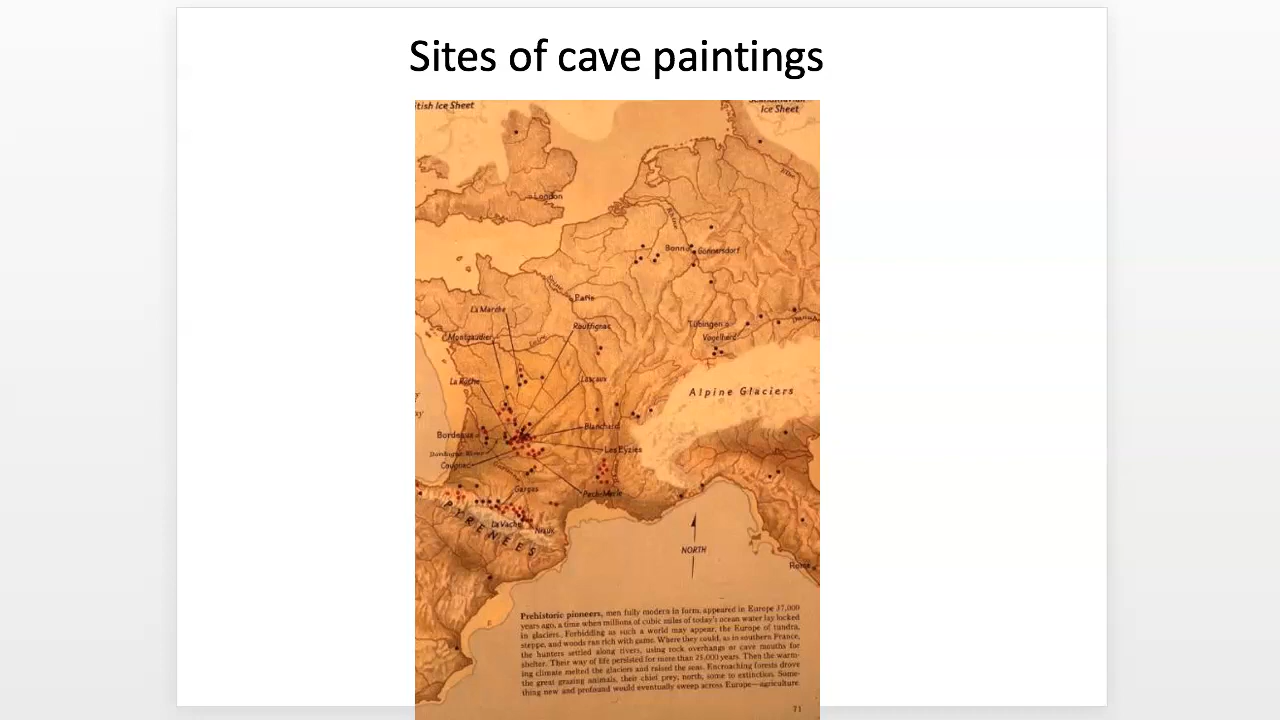 Sites of cave paintings
tish Ice Sheet
Ice Sheet
London
Rhine
Bonn
Gönnersdorf
Paris
La Marche
Rouffignac
Tübingen
Montgaudier
Vogelherd
La Roche
Lascaux
Alpine Glaciers
Blanchard
Bordeaux
Les Eyzies
Cougnac
Gargas
Pech-Merle
PYRENEES
La Vache
Niaux
NORTH
Rome
Prehistoric pioneers, men fully modern in form, appeared in Europe 37,000
years ago, a time when millions of cubic miles of today's ocean water lay locked
in glaciers. Forbidding as such a world may appear, the Europe of tundra,
steppe, and woods ran rich with game. Where they could, as in southern France,
the hunters settled along rivers, using rock overhangs or cave mouths for
shelter. Their way of life persisted for more than 25,000 years. Then the warm-
ing climate melted the glaciers and raised the seas. Encroaching forests drove
the great grazing animals, their chief prey, north, some to extinction. Some-
thing new and profound would eventually sweep across Europe—agriculture.
71